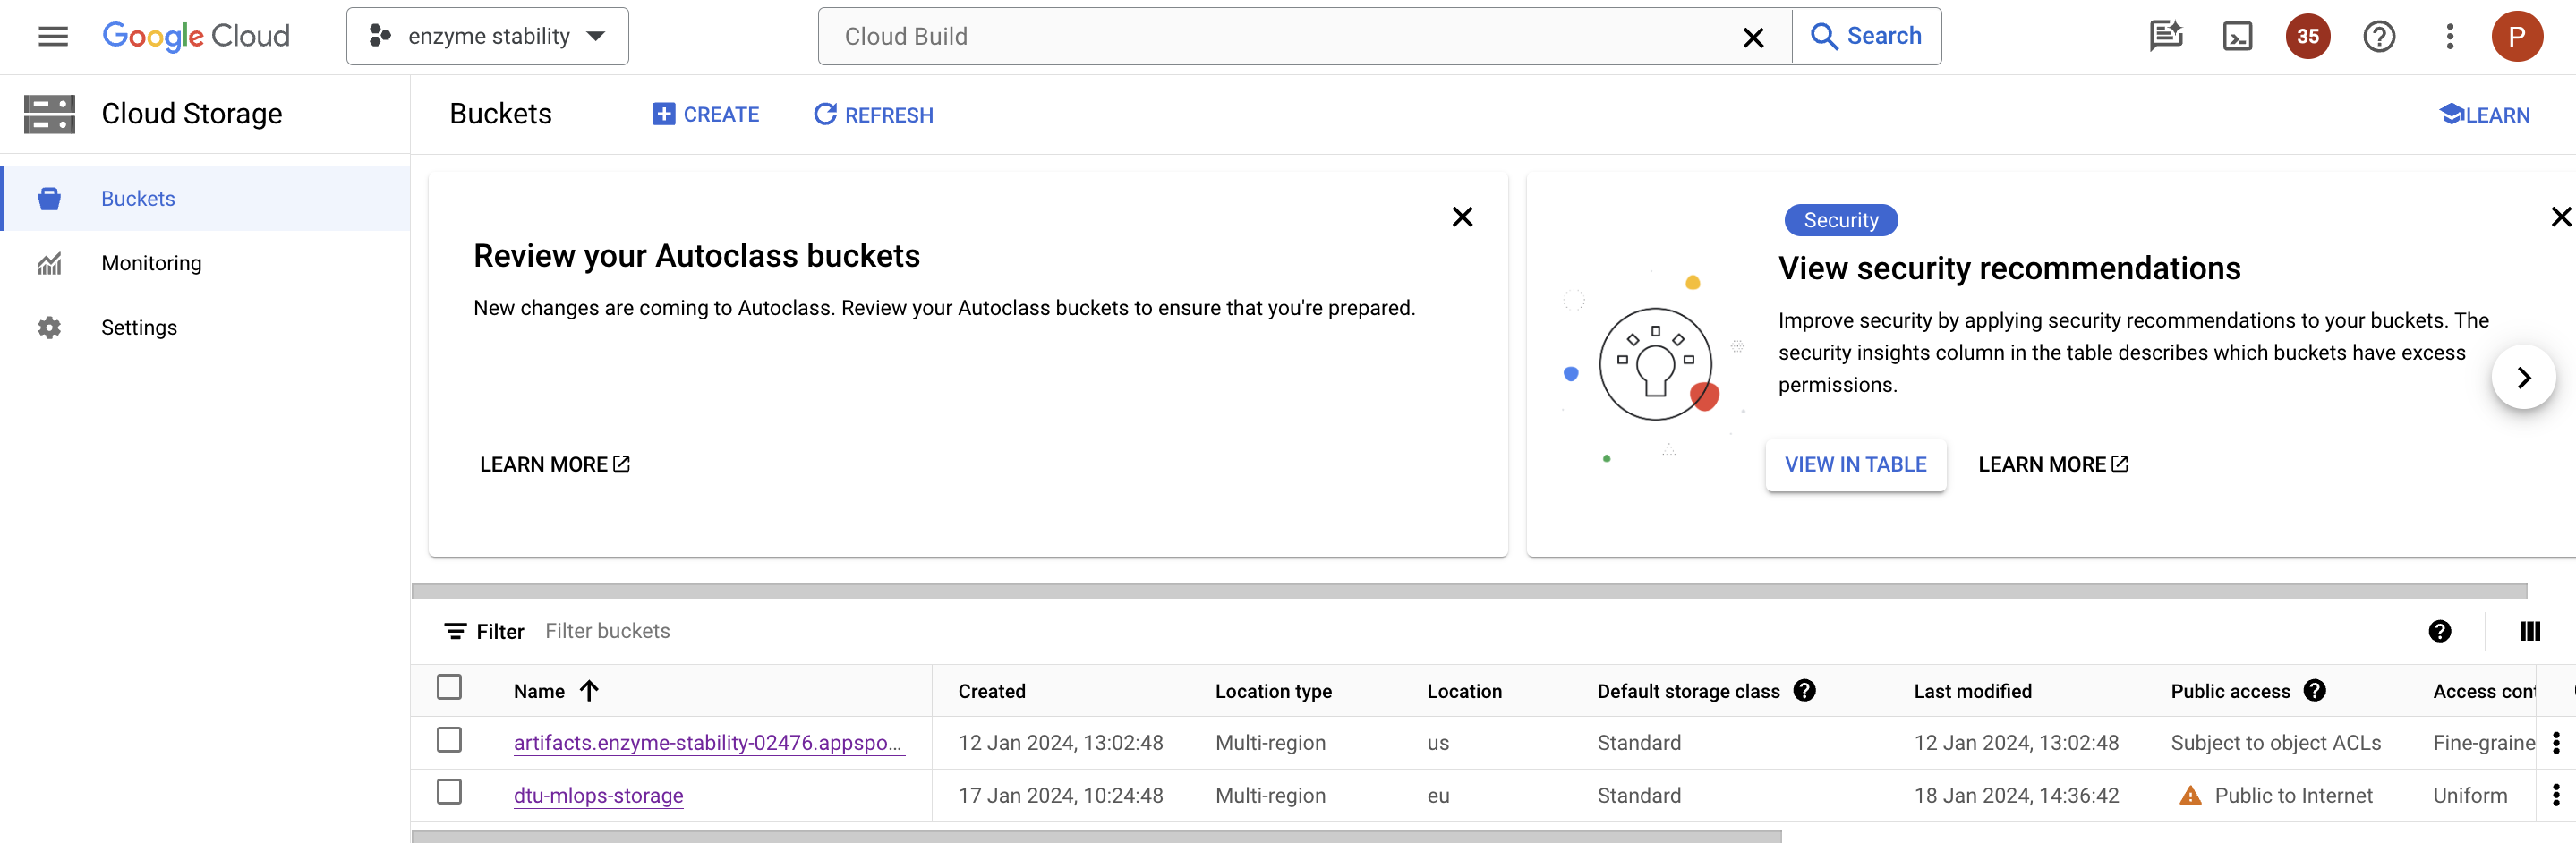 Google Cloud
enzyme stability
Cloud Build
Search
35
P
Cloud Storage
Buckets
CREATE
REFRESH
LEARN
Buckets
Monitoring
Settings
Review your Autoclass buckets
New changes are coming to Autoclass. Review your Autoclass buckets to ensure that you're prepared.
LEARN MORE
Security
View security recommendations
Improve security by applying security recommendations to your buckets. The
security insights column in the table describes which buckets have excess
permissions.
VIEW IN TABLE LEARN MORE
Filter Filter buckets
Name Created Location type Location Default storage class Last modified Public access Access cont
artifacts.enzyme-stability-02476.appspo... 12 Jan 2024, 13:02:48 Multi-region us Standard 12 Jan 2024, 13:02:48 Subject to object ACLs Fine-graine
dtu-mlops-storage 17 Jan 2024, 10:24:48 Multi-region eu Standard 18 Jan 2024, 14:36:42 Public to Internet Uniform